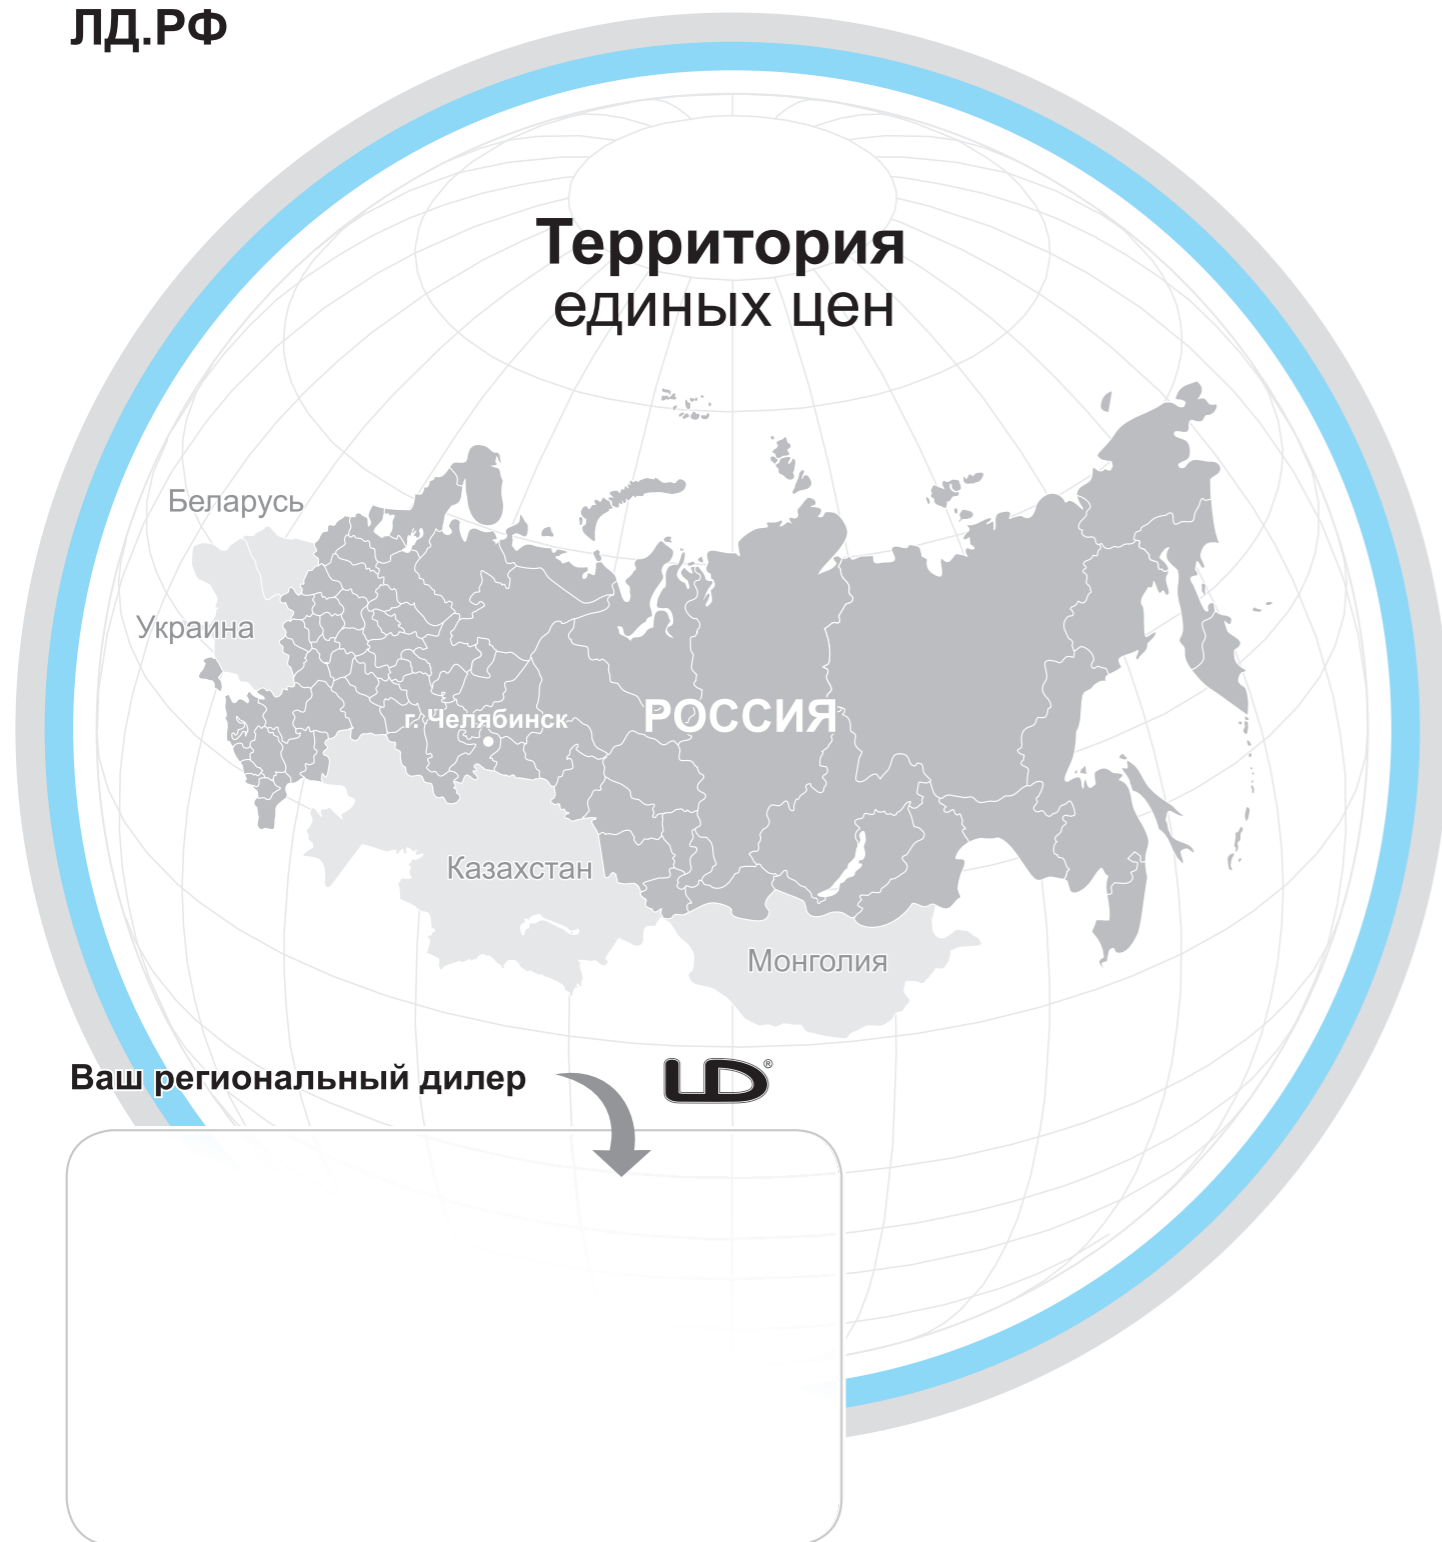 ЛД.РФ
Территория
единых цен
Беларусь
Украина
г. Челябинск
РОССИЯ
Казахстан
Монголия
Ваш региональный дилер
LD®